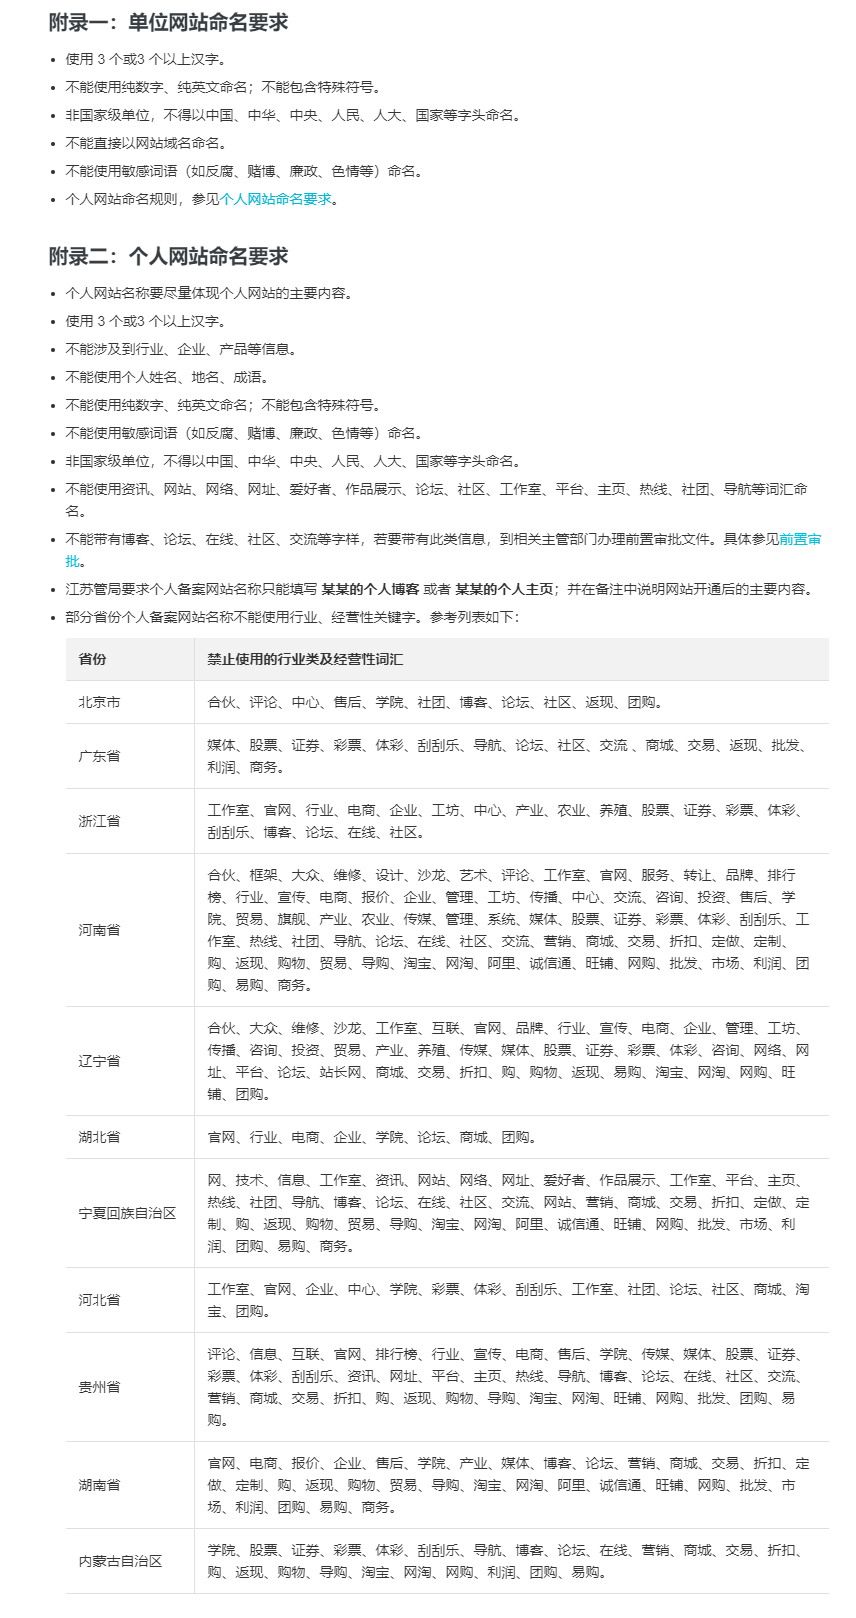 附录一：单位网站命名要求
使用 3 个或3 个以上汉字。
不能使用纯数字、纯英文命名；不能包含特殊符号。
非国家级单位，不得以中国、中华、中央、人民、人大、国家等字头命名。
不能直接以网站域名命名。
不能使用敏感词语（如反腐、赌博、廉政、色情等）命名。
个人网站命名规则，参见个人网站命名要求。
附录二：个人网站命名要求
个人网站名称要尽量体现个人网站的主要内容。
使用 3 个或3 个以上汉字。
不能涉及到行业、企业、产品等信息。
不能使用个人姓名、地名、成语。
不能使用纯数字、纯英文命名；不能包含特殊符号。
不能使用敏感词语（如反腐、赌博、廉政、色情等）命名。
非国家级单位，不得以中国、中华、中央、人民、人大、国家等字头命名。
不能使用资讯、网站、网络、网址、爱好者、作品展示、论坛、社区、工作室、平台、主页、热线、社团、导航等词汇命
名。
不能带有博客、论坛、在线、社区、交流等字样，若要带有此类信息，到相关主管部门办理前置审批文件。具体参见前置审
批。
江苏管局要求个人备案网站名称只能填写 某某的个人博客 或者 某某的个人主页；并在备注中说明网站开通后的主要内容。
部分省份个人备案网站名称不能使用行业、经营性关键字。参考列表如下：
省份 禁止使用的行业类及经营性词汇
北京市 合伙、评论、中心、售后、学院、社团、博客、论坛、社区、返现、团购。
广东省 媒体、股票、证券、彩票、体彩、刮刮乐、导航、论坛、社区、交流 、商城、交易、返现、批发、
利润、商务。
浙江省 工作室、官网、行业、电商、企业、工坊、中心、产业、农业、养殖、股票、证券、彩票、体彩、
刮刮乐、博客、论坛、在线、社区。
河南省 合伙、框架、大众、维修、设计、沙龙、艺术、评论、工作室、官网、服务、转让、品牌、排行
榜、行业、宣传、电商、报价、企业、管理、工坊、传播、中心、交流、咨询、投资、售后、学
院、贸易、旗舰、产业、农业、传媒、管理、系统、媒体、股票、证券、彩票、体彩、刮刮乐、工
作室、热线、社团、导航、论坛、在线、社区、交流、营销、商城、交易、折扣、定做、定制、
购、返现、购物、贸易、导购、淘宝、网淘、阿里、诚信通、旺铺、网购、批发、市场、利润、团
购、易购、商务。
辽宁省 合伙、大众、维修、沙龙、工作室、互联、官网、品牌、行业、宣传、电商、企业、管理、工坊、
传播、咨询、投资、贸易、产业、养殖、传媒、媒体、股票、证券、彩票、体彩、咨询、网络、网
址、平台、论坛、站长网、商城、交易、折扣、购、购物、返现、易购、淘宝、网淘、网购、旺
铺、团购。
湖北省 官网、行业、电商、企业、学院、论坛、商城、团购。
宁夏回族自治区 网、技术、信息、工作室、资讯、网站、网络、网址、爱好者、作品展示、工作室、平台、主页、
热线、社团、导航、博客、论坛、在线、社区、交流、网站、营销、商城、交易、折扣、定做、定
制、购、返现、购物、贸易、导购、淘宝、网淘、阿里、诚信通、旺铺、网购、批发、市场、利
润、团购、易购、商务。
河北省 工作室、官网、企业、中心、学院、彩票、体彩、刮刮乐、工作室、社团、论坛、社区、商城、淘
宝、团购。
贵州省 评论、信息、互联、官网、排行榜、行业、宣传、电商、售后、学院、传媒、媒体、股票、证券、
彩票、体彩、刮刮乐、资讯、网址、平台、主页、热线、导航、博客、论坛、在线、社区、交流、
营销、商城、交易、折扣、购、返现、购物、导购、淘宝、网淘、旺铺、网购、批发、团购、易
购。
湖南省 官网、电商、报价、企业、售后、学院、产业、媒体、博客、论坛、营销、商城、交易、折扣、定
做、定制、购、返现、购物、贸易、导购、淘宝、网淘、阿里、诚信通、旺铺、网购、批发、市
场、利润、团购、易购、商务。
内蒙古自治区 学院、股票、证券、彩票、体彩、刮刮乐、导航、博客、论坛、在线、营销、商城、交易、折扣、
购、返现、购物、导购、淘宝、网淘、网购、利润、团购、易购。